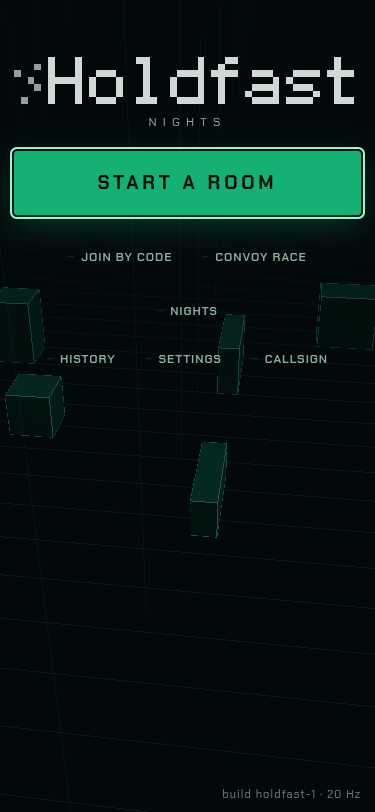 Holdfast
NIGHTS
START A ROOM
JOIN BY CODE
CONVOY RACE
NIGHTS
HISTORY
SETTINGS
CALLSIGN
build holdfast-1 · 20 Hz